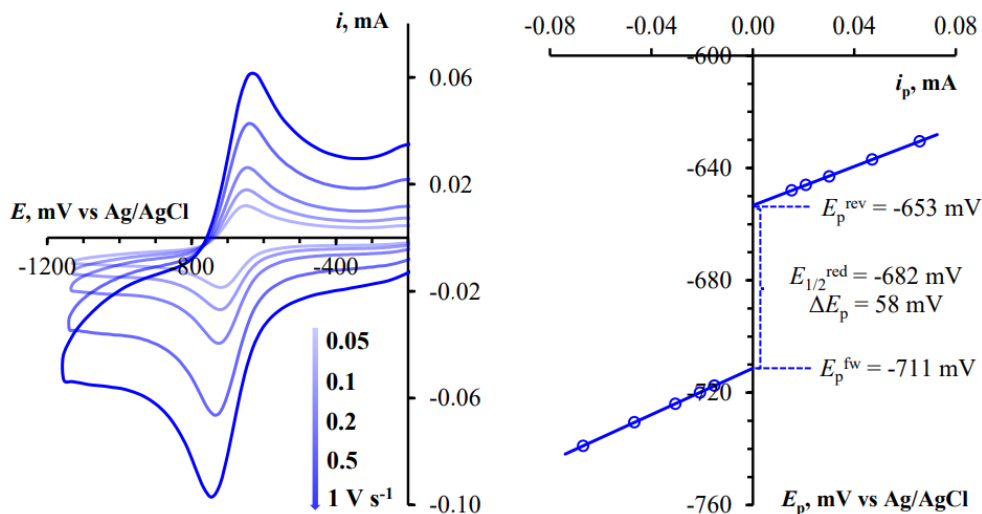 i, mA
0.06
0.02
E, mV vs Ag/AgCl
-1200
-800
-400
-0.02
-0.06
-0.10
0.05
0.1
0.2
0.5
1 V s⁻¹
-0.08
-0.04
0.00
0.04
0.08
-600
iₚ, mA
-640
Eₚʳᵉᵛ = -653 mV
-680
E₁/₂ʳᵉᵈ = -682 mV
ΔEₚ = 58 mV
Eₚᶠʷ = -711 mV
-720
-760
Eₚ, mV vs Ag/AgCl